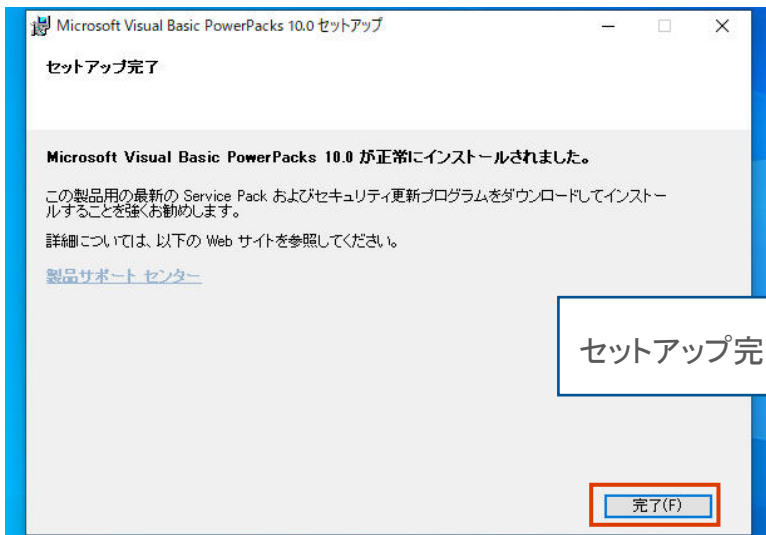 Microsoft Visual Basic PowerPacks 10.0 セットアップ
セットアップ完了
Microsoft Visual Basic PowerPacks 10.0 が正常にインストールされました。
この製品用の最新の Service Pack およびセキュリティ更新プログラムをダウンロードしてインストー
ルすることを強くお勧めします。
詳細については、以下の Web サイトを参照してください。
製品サポート センター
セットアップ完
完了(F)